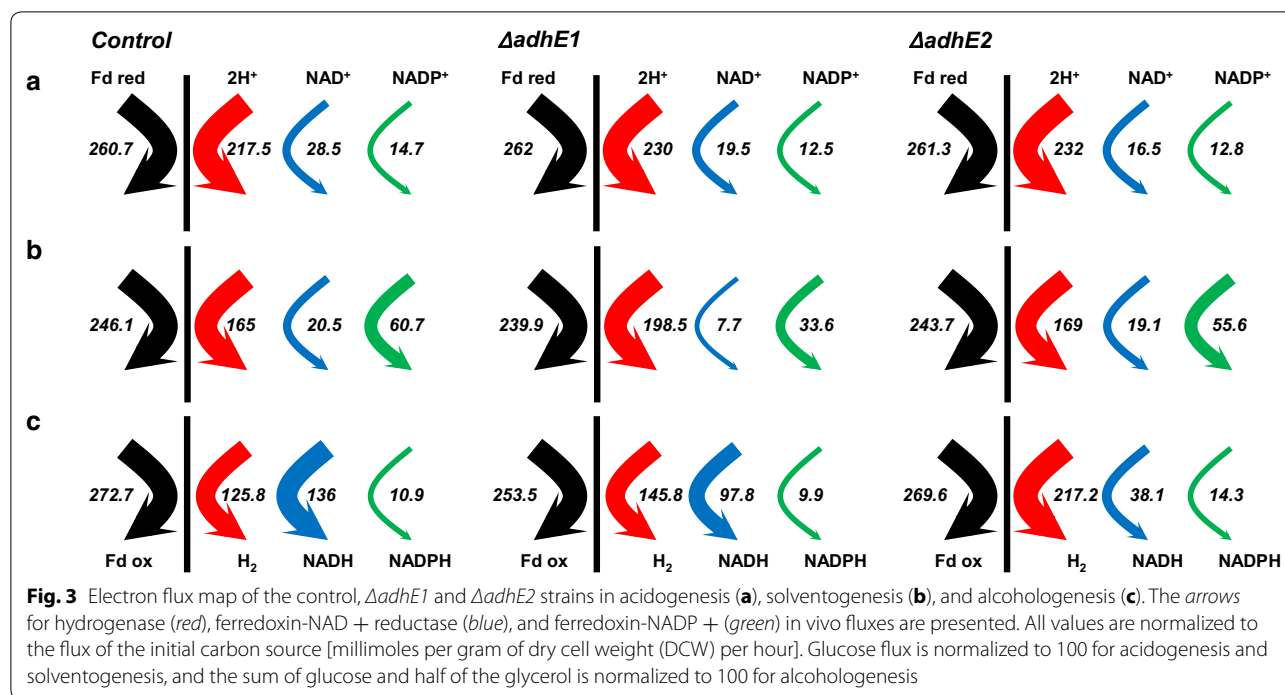 Control ΔadhE1 ΔadhE2
a Fd red 2H⁺ NAD⁺ NADP⁺ Fd red 2H⁺ NAD⁺ NADP⁺ Fd red 2H⁺ NAD⁺ NADP⁺
260.7 217.5 28.5 14.7 262 230 19.5 12.5 261.3 232 16.5 12.8
b
246.1 165 20.5 60.7 239.9 198.5 7.7 33.6 243.7 169 19.1 55.6
c
272.7 125.8 136 10.9 253.5 145.8 97.8 9.9 269.6 217.2 38.1 14.3
Fd ox H₂ NADH NADPH Fd ox H₂ NADH NADPH Fd ox H₂ NADH NADPH
Fig. 3 Electron flux map of the control, ΔadhE1 and ΔadhE2 strains in acidogenesis (a), solventogenesis (b), and alcohologenesis (c). The arrows
for hydrogenase (red), ferredoxin-NAD + reductase (blue), and ferredoxin-NADP + (green) in vivo fluxes are presented. All values are normalized to
the flux of the initial carbon source [millimoles per gram of dry cell weight (DCW) per hour]. Glucose flux is normalized to 100 for acidogenesis and
solventogenesis, and the sum of glucose and half of the glycerol is normalized to 100 for alcohologenesis